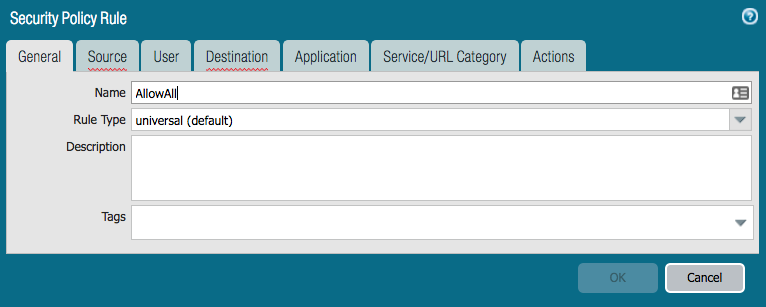 Security Policy Rule
General Source User Destination Application Service/URL Category Actions
Name AllowAll
Rule Type universal (default)
Description
Tags
OK Cancel